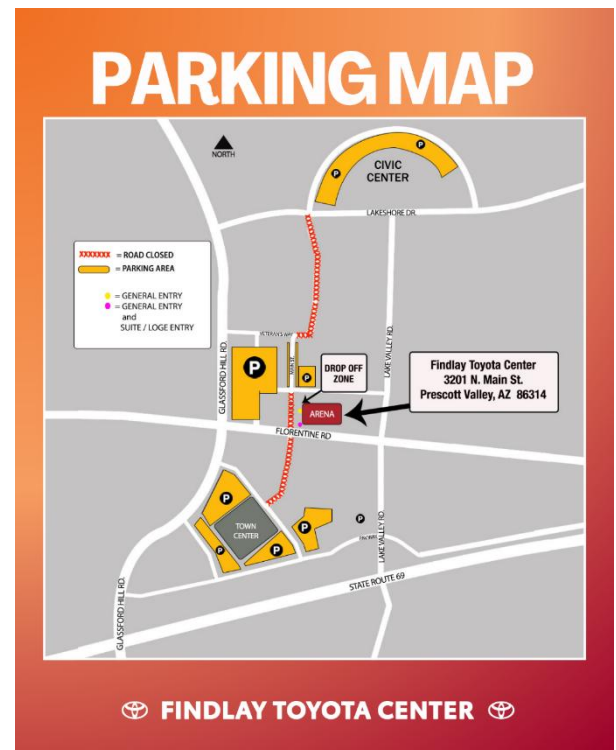 PARKING MAP
NORTH
P
P
CIVIC
CENTER
LAKESHORE DR.
XXXXXXX = ROAD CLOSED
= PARKING AREA
= GENERAL ENTRY
= GENERAL ENTRY
and
SUITE / LOGE ENTRY
GLASSFORD HILL RD.
VETERAN'S WAY
MAIN ST.
P
P
DROP OFF
ZONE
LAKE VALLEY RD.
Findlay Toyota Center
3201 N. Main St.
Prescott Valley, AZ 86314
ARENA
FLORENTINE RD
P
TOWN
CENTER
P
P
P
P
LAKE VALLEY RD.
GLASSFORD HILL RD.
STATE ROUTE 69
FINDLAY TOYOTA CENTER